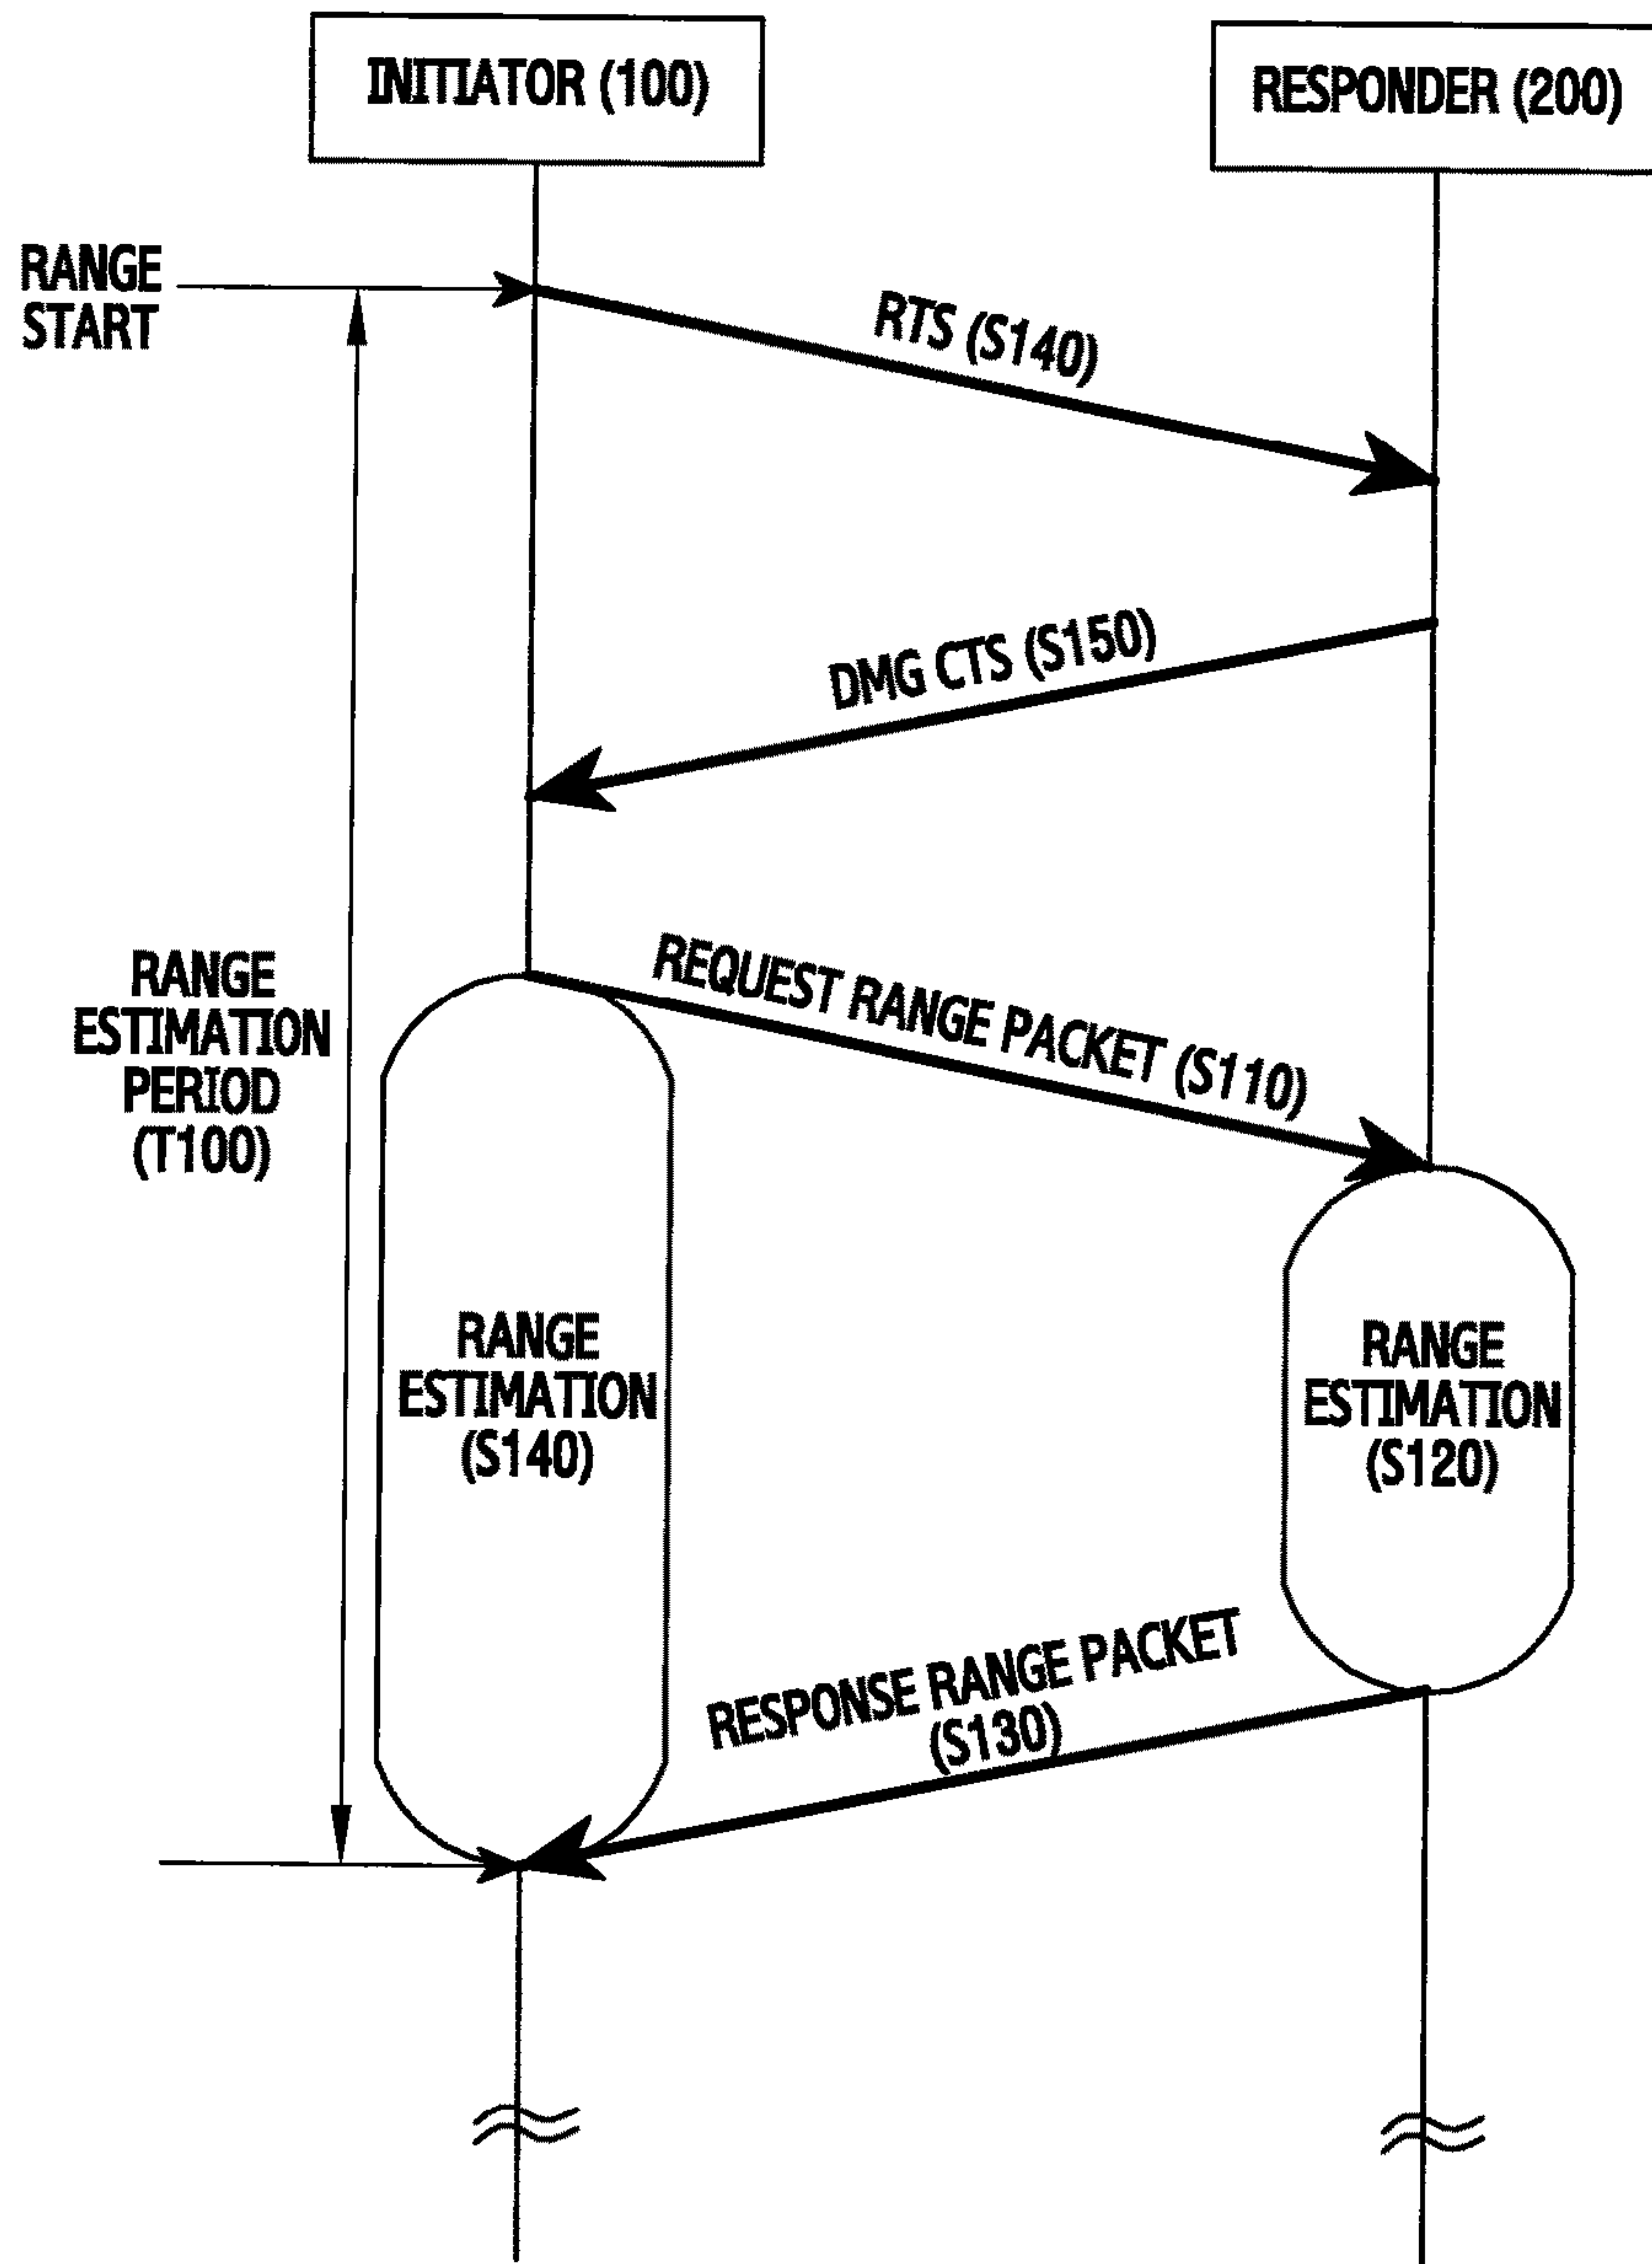 INITIATOR (100)
RESPONDER (200)
RANGE
START
RTS (S140)
DMG CTS (S150)
REQUEST RANGE PACKET (S110)
RANGE
ESTIMATION
PERIOD
(T100)
RANGE
ESTIMATION
(S140)
RANGE
ESTIMATION
(S120)
RESPONSE RANGE PACKET
(S130)